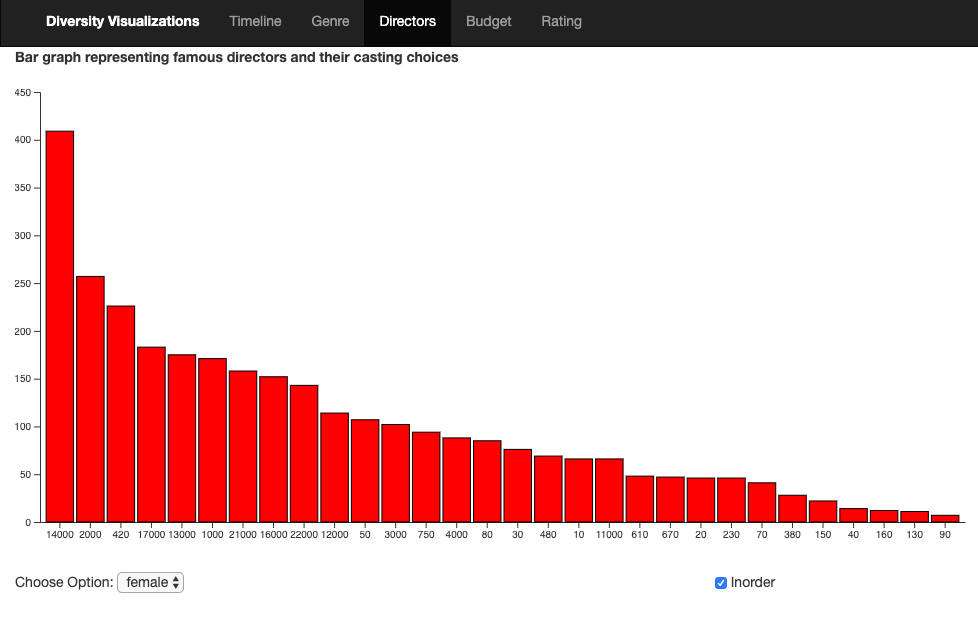 Diversity Visualizations Timeline Genre Directors Budget Rating
Bar graph representing famous directors and their casting choices
450
400
350
300
250
200
150
100
50
0
14000 2000 420 17000 13000 1000 21000 16000 22000 12000 50 3000 750 4000 80 30 480 10 11000 610 670 20 230 70 380 150 40 160 130 90
Choose Option: female Inorder